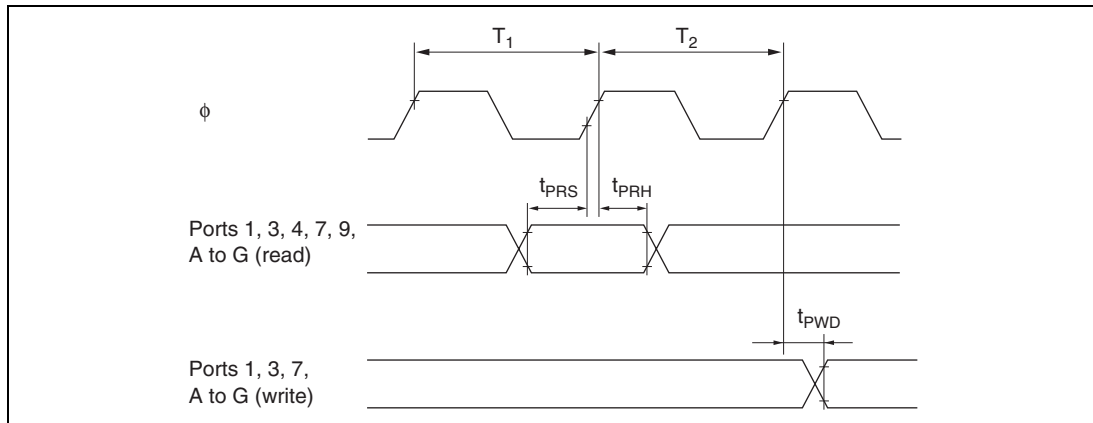 T₁ T₂
ϕ
tPRS tPRH
Ports 1, 3, 4, 7, 9,
A to G (read)
tPWD
Ports 1, 3, 7,
A to G (write)